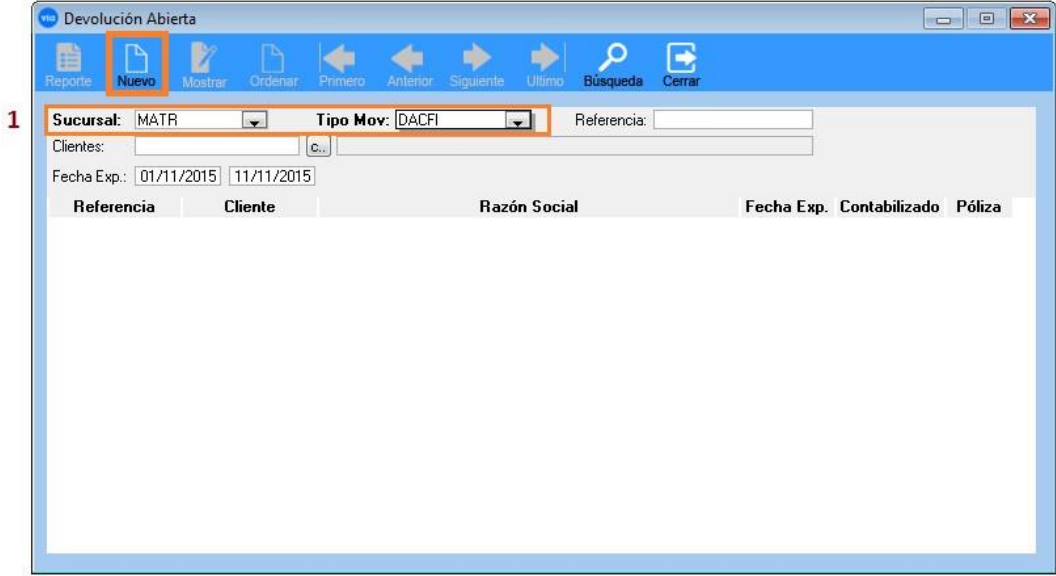 via Devolución Abierta
Reporte Nuevo Mostrar Ordenar Primero Anterior Siguiente Ultimo Búsqueda Cerrar
1 Sucursal: MATR Tipo Mov: DACFI Referencia:
Clientes: c..
Fecha Exp.: 01/11/2015 11/11/2015
Referencia Cliente Razón Social Fecha Exp. Contabilizado Póliza